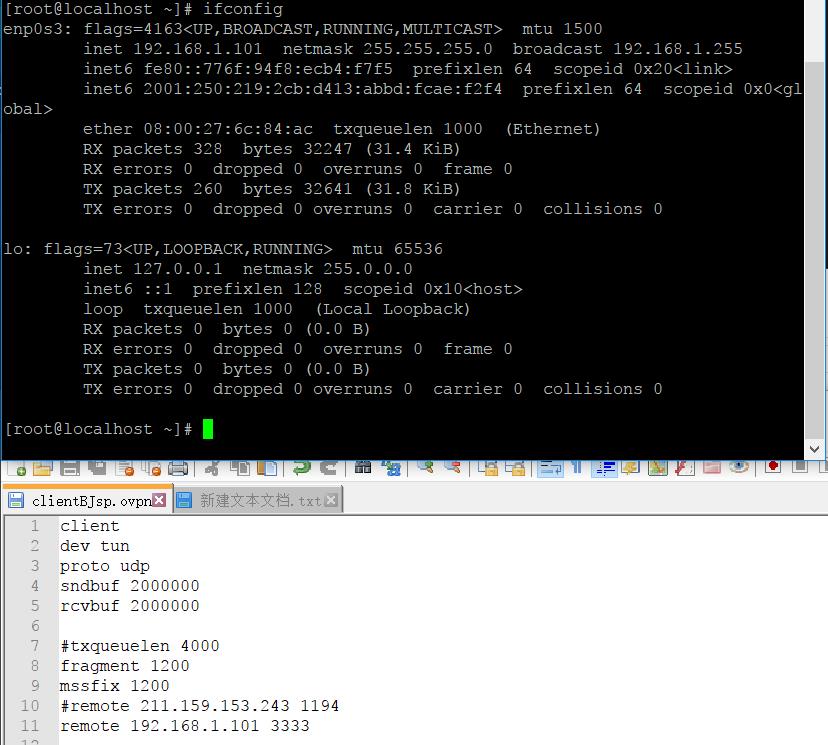 [root@localhost ~]# ifconfig
enp0s3: flags=4163<UP,BROADCAST,RUNNING,MULTICAST>  mtu 1500
        inet 192.168.1.101  netmask 255.255.255.0  broadcast 192.168.1.255
        inet6 fe80::776f:94f8:ecb4:f7f5  prefixlen 64  scopeid 0x20<link>
        inet6 2001:250:219:2cb:d413:abbd:fcae:f2f4  prefixlen 64  scopeid 0x0<gl
obal>
        ether 08:00:27:6c:84:ac  txqueuelen 1000  (Ethernet)
        RX packets 328  bytes 32247 (31.4 KiB)
        RX errors 0  dropped 0  overruns 0  frame 0
        TX packets 260  bytes 32641 (31.8 KiB)
        TX errors 0  dropped 0 overruns 0  carrier 0  collisions 0
lo: flags=73<UP,LOOPBACK,RUNNING>  mtu 65536
        inet 127.0.0.1  netmask 255.0.0.0
        inet6 ::1  prefixlen 128  scopeid 0x10<host>
        loop  txqueuelen 1000  (Local Loopback)
        RX packets 0  bytes 0 (0.0 B)
        RX errors 0  dropped 0  overruns 0  frame 0
        TX packets 0  bytes 0 (0.0 B)
        TX errors 0  dropped 0 overruns 0  carrier 0  collisions 0
[root@localhost ~]#
clientBJsp.ovpn 新建文本文档.txt
1 client
2 dev tun
3 proto udp
4 sndbuf 2000000
5 rcvbuf 2000000
6
7 #txqueuelen 4000
8 fragment 1200
9 mssfix 1200
10 #remote 211.159.153.243 1194
11 remote 192.168.1.101 3333